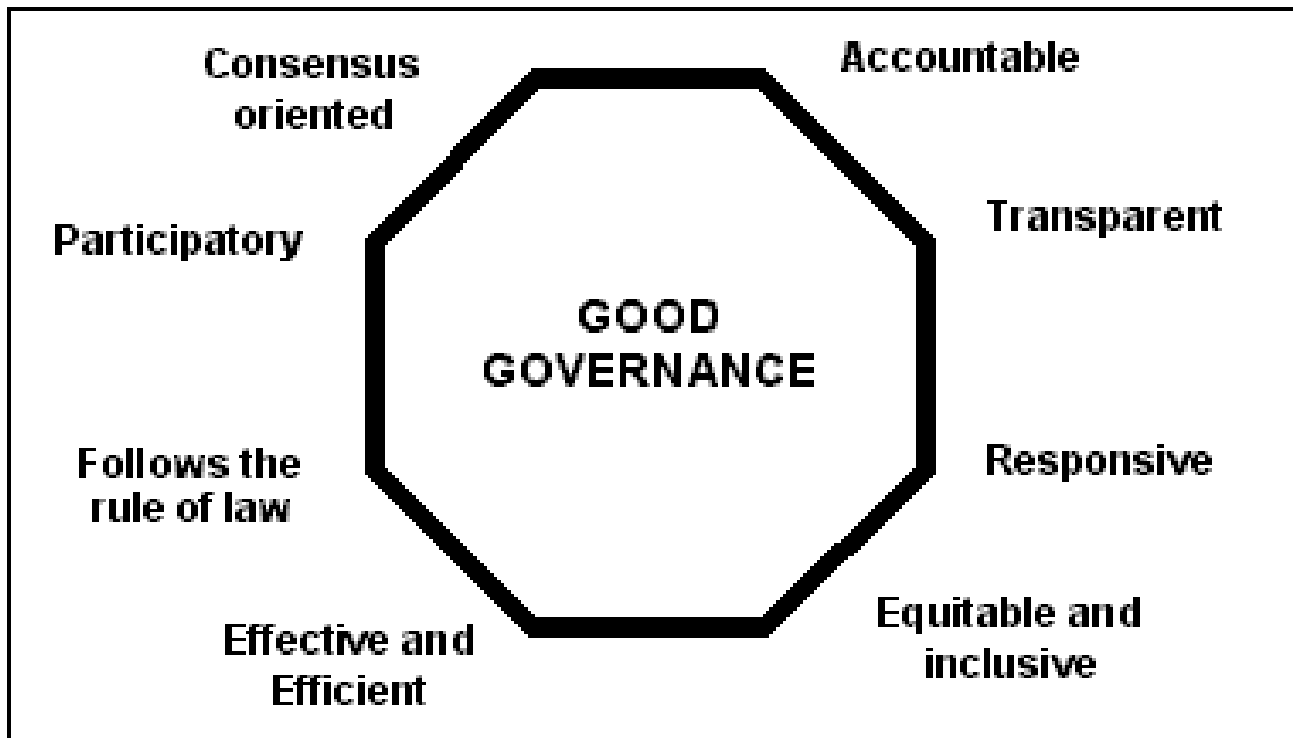 Consensus
oriented
Accountable
Participatory
Transparent
GOOD
GOVERNANCE
Follows the
rule of law
Responsive
Effective and
Efficient
Equitable and
inclusive